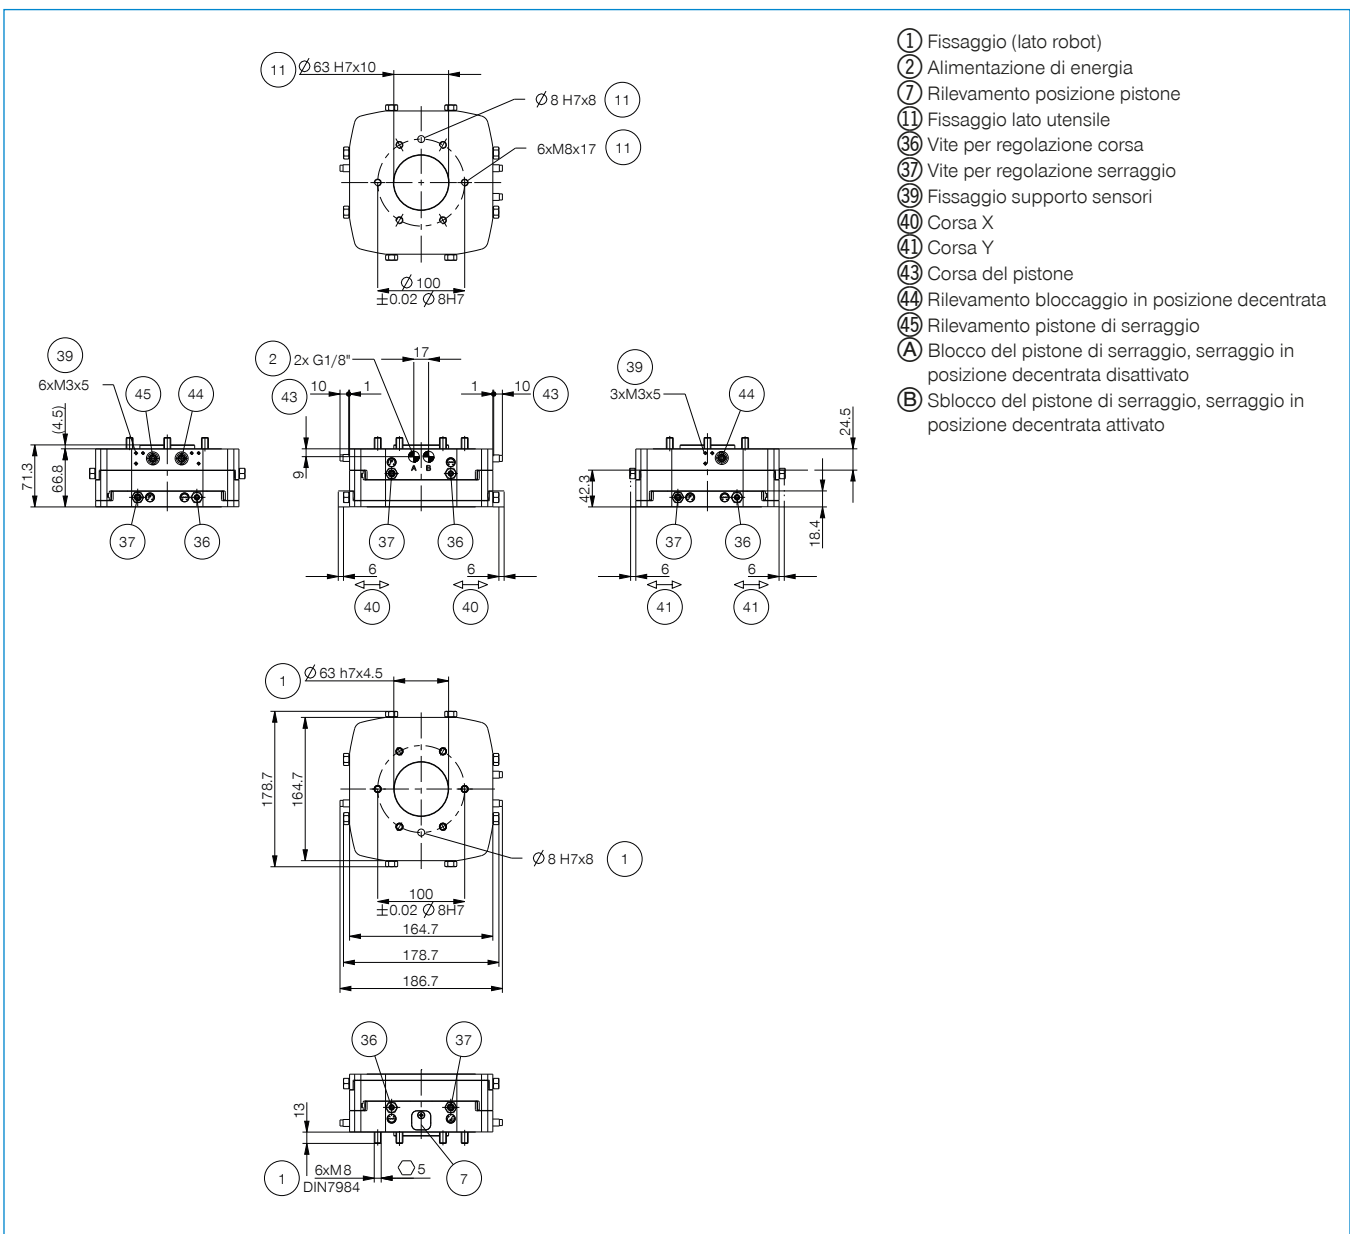 11 Ø 63 H7x10
Ø 8 H7x8 11
6xM8x17 11
Ø 100
±0.02 Ø 8H7
1 Fissaggio (lato robot)
2 Alimentazione di energia
7 Rilevamento posizione pistone
11 Fissaggio lato utensile
36 Vite per regolazione corsa
37 Vite per regolazione serraggio
39 Fissaggio supporto sensori
40 Corsa X
41 Corsa Y
43 Corsa del pistone
44 Rilevamento bloccaggio in posizione decentrata
45 Rilevamento pistone di serraggio
A Blocco del pistone di serraggio, serraggio in
posizione decentrata disattivato
B Sblocco del pistone di serraggio, serraggio in
posizione decentrata attivato
39
6xM3x5
45
44
(4.5)
71.3
66.8
37
36
2 2x G1/8"
17
43
10
1
1
10
43
9
A
B
37
36
6
6
40
40
39
3xM3x5
44
24.5
42.3
18.4
37
36
6
6
41
41
1 Ø 63 h7x4.5
178.7
164.7
Ø 8 H7x8 1
100
±0.02 Ø 8H7
164.7
178.7
186.7
36
37
13
1
6xM8
DIN7984
5
7